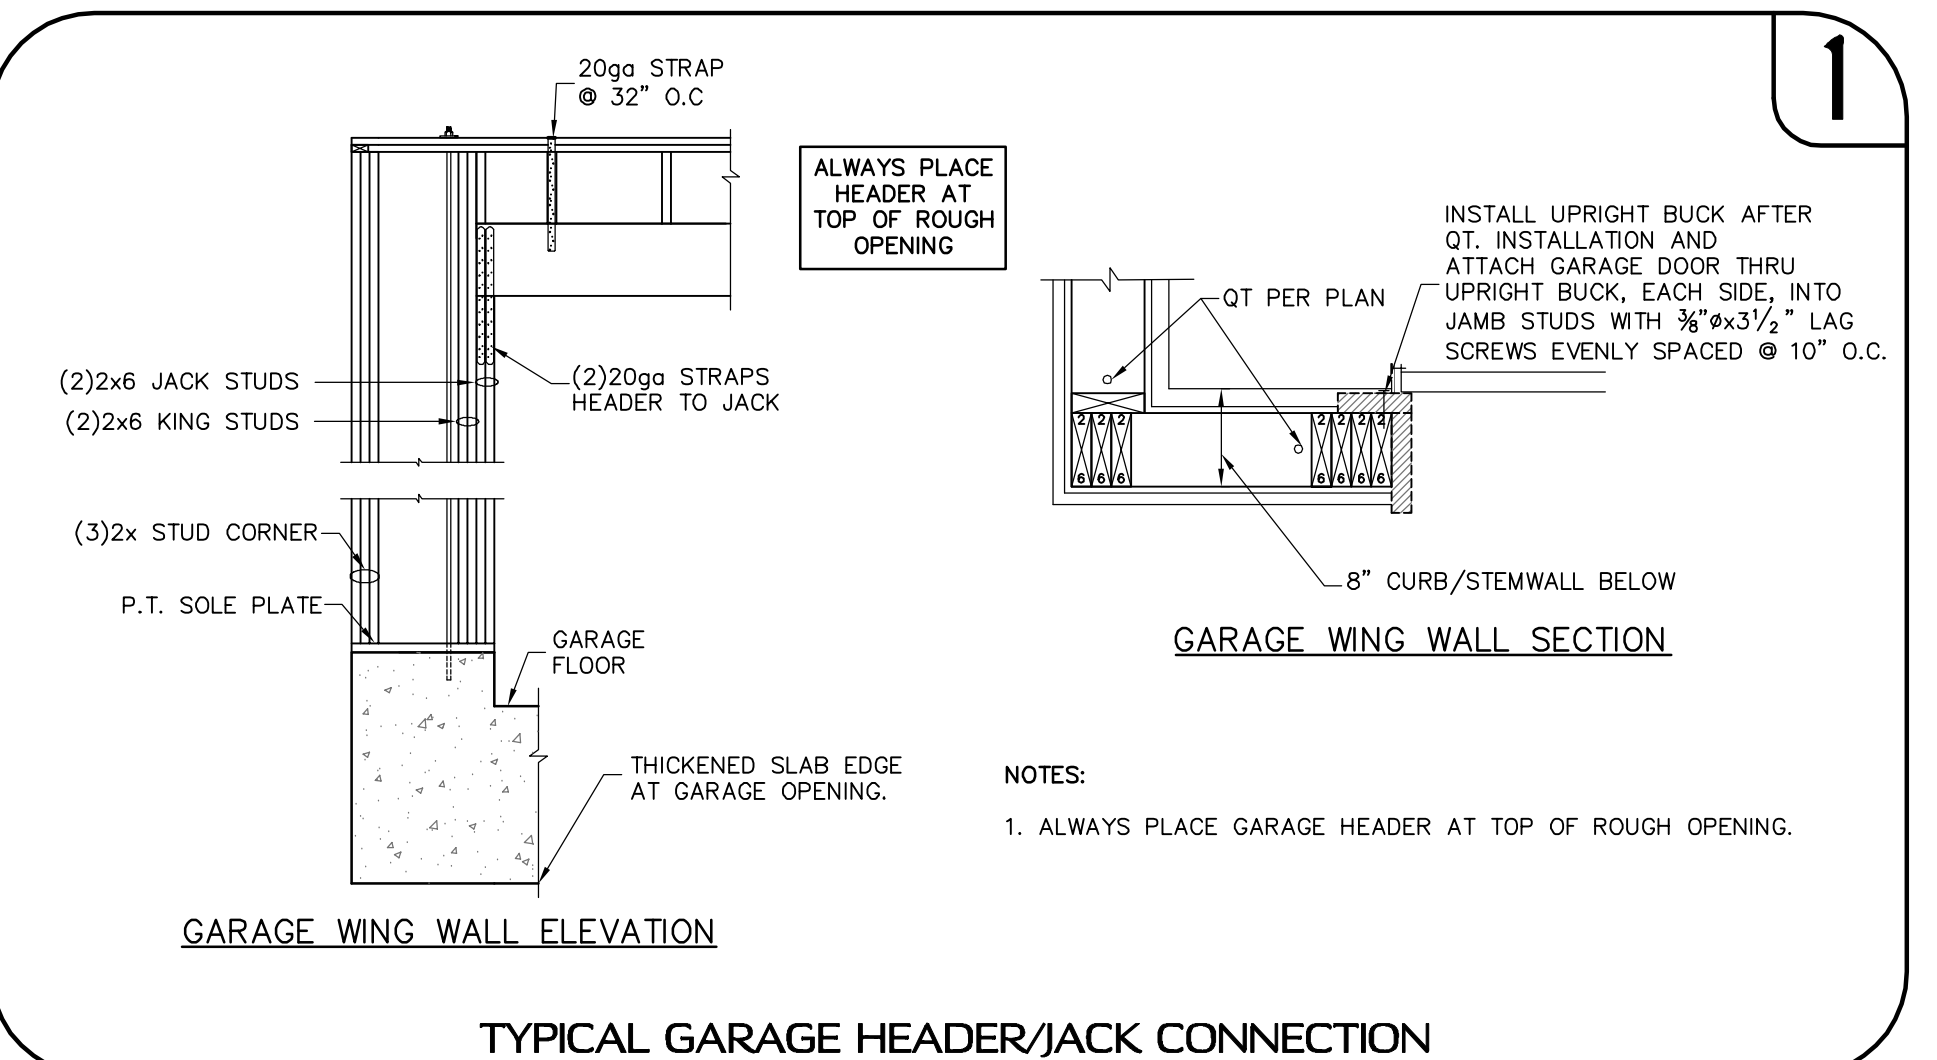 1
20ga STRAP
@ 32" O.C
ALWAYS PLACE
HEADER AT
TOP OF ROUGH
OPENING
INSTALL UPRIGHT BUCK AFTER
QT. INSTALLATION AND
ATTACH GARAGE DOOR THRU
UPRIGHT BUCK, EACH SIDE, INTO
JAMB STUDS WITH ⅜"øx3½" LAG
SCREWS EVENLY SPACED @ 10" O.C.
QT PER PLAN
(2)2x6 JACK STUDS
(2)2x6 KING STUDS
(2)20ga STRAPS
HEADER TO JACK
2 2 2
6 6 6
2 2 2 2
6 6 6 6
(3)2x STUD CORNER
P.T. SOLE PLATE
GARAGE
FLOOR
8" CURB/STEMWALL BELOW
GARAGE WING WALL SECTION
THICKENED SLAB EDGE
AT GARAGE OPENING.
NOTES:
1. ALWAYS PLACE GARAGE HEADER AT TOP OF ROUGH OPENING.
GARAGE WING WALL ELEVATION
TYPICAL GARAGE HEADER/JACK CONNECTION